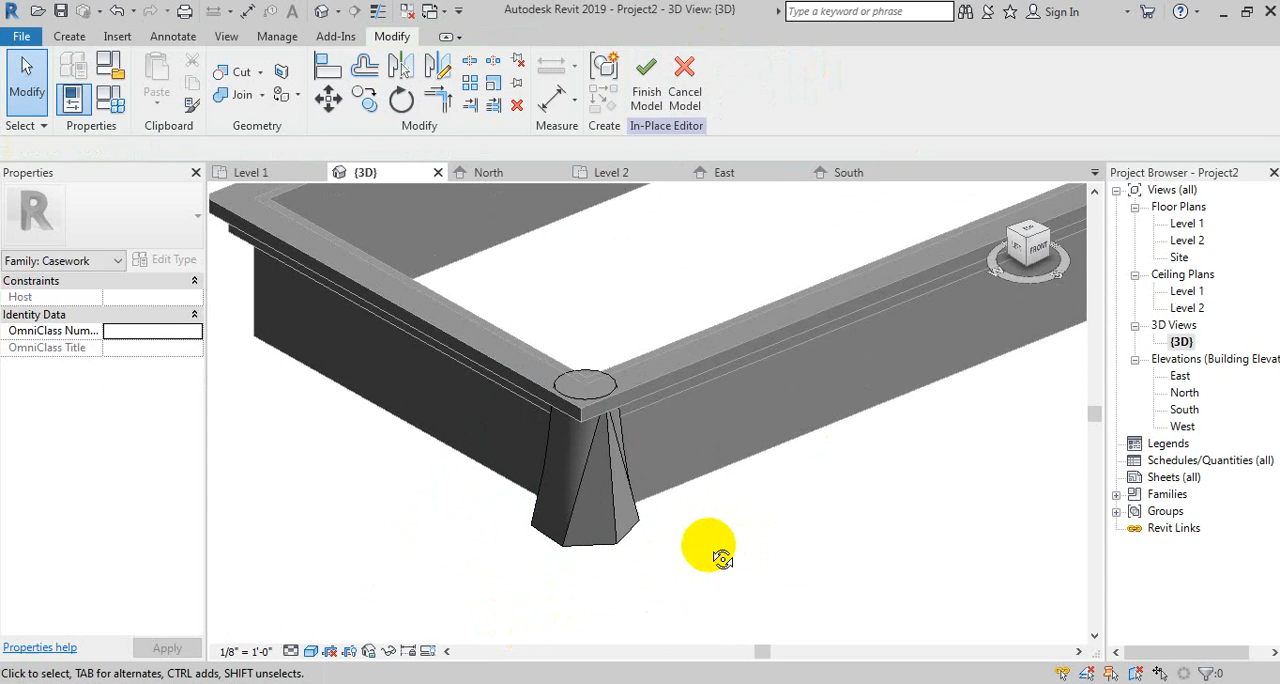 Autodesk Revit 2019 - Project2 - 3D View: {3D}
Type a keyword or phrase
Sign In
File Create Insert Annotate View Manage Add-Ins Modify
Modify
Paste
Cut
Join
Finish Model
Cancel Model
Select Properties Clipboard Geometry Modify Measure Create In-Place Editor
Properties
Level 1 {3D} North Level 2 East South
Project Browser - Project2
R
Family: Casework
Edit Type
Constraints
Host
Identity Data
OmniClass Num...
OmniClass Title
Properties help
Apply
TOP
LEFT
FRONT
S
1/8" = 1'-0"
Views (all)
Floor Plans
Level 1
Level 2
Site
Ceiling Plans
Level 1
Level 2
3D Views
{3D}
Elevations (Building Elevat
East
North
South
West
Legends
Schedules/Quantities (all)
Sheets (all)
Families
Groups
Revit Links
Click to select, TAB for alternates, CTRL adds, SHIFT unselects.
:0